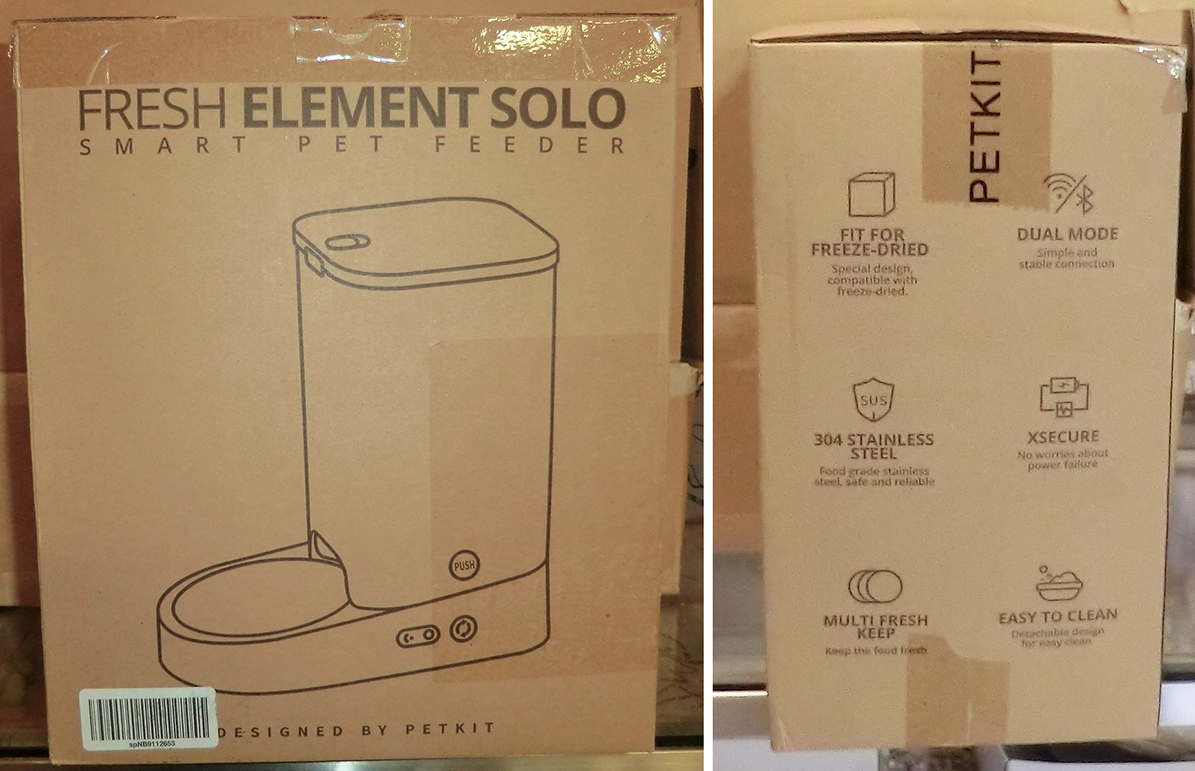 FRESH ELEMENT SOLO
SMART PET FEEDER
PUSH
spNB9112653
DESIGNED BY PETKIT
PETKIT
FIT FOR
FREEZE-DRIED
Special design,
compatible with
freeze-dried.
DUAL MODE
Simple and
stable connection
SUS
304 STAINLESS
STEEL
Food grade stainless
steel, safe and reliable
XSECURE
No worries about
power failure
MULTI FRESH
KEEP
Keep the food fresh
EASY TO CLEAN
Detachable design
for easy clean